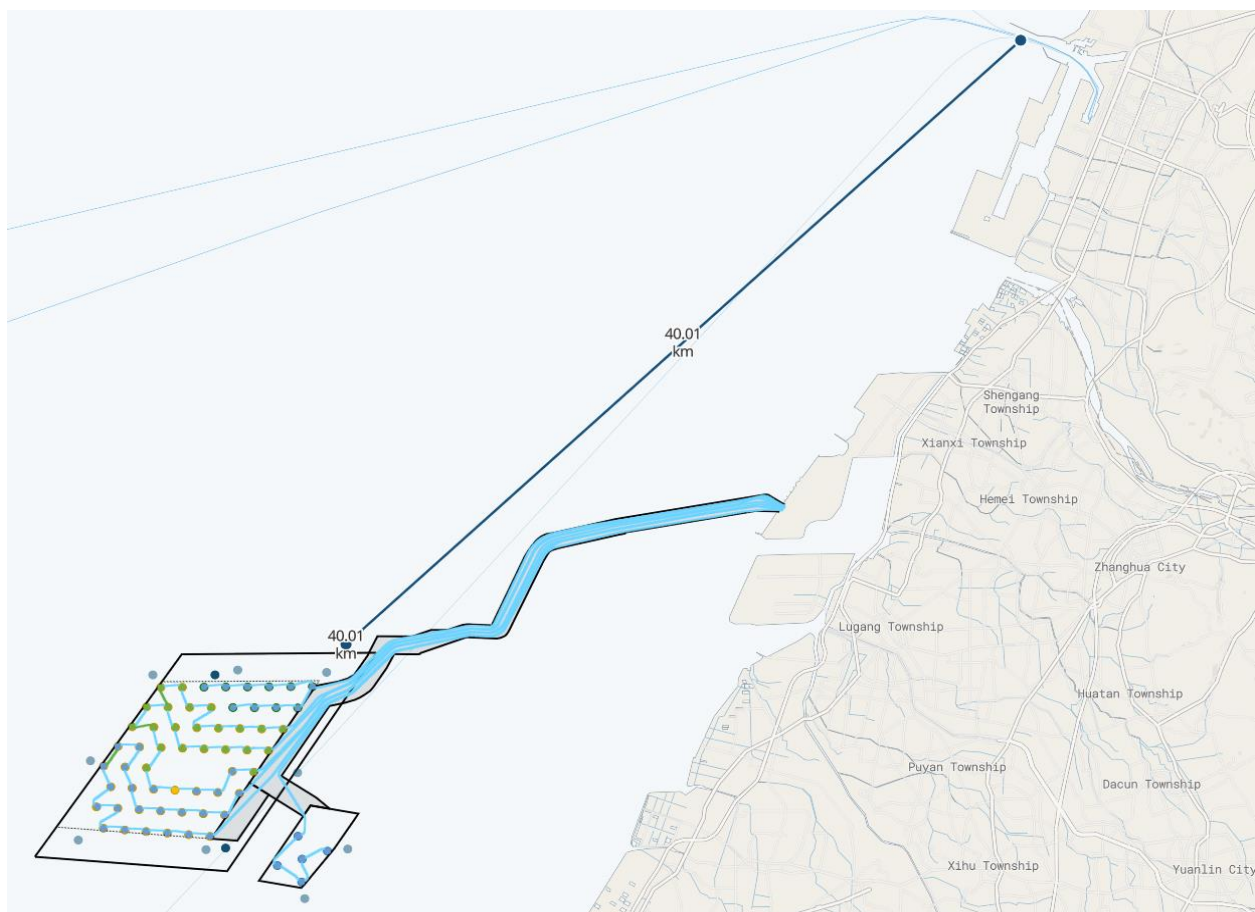 40.01
km
Shengang
Township
Xianxi Township
Hemei Township
Zhanghua City
Lugang Township
40.01
km
Huatan Township
Puyan Township
Dacun Township
Xihu Township
Yuanlin City